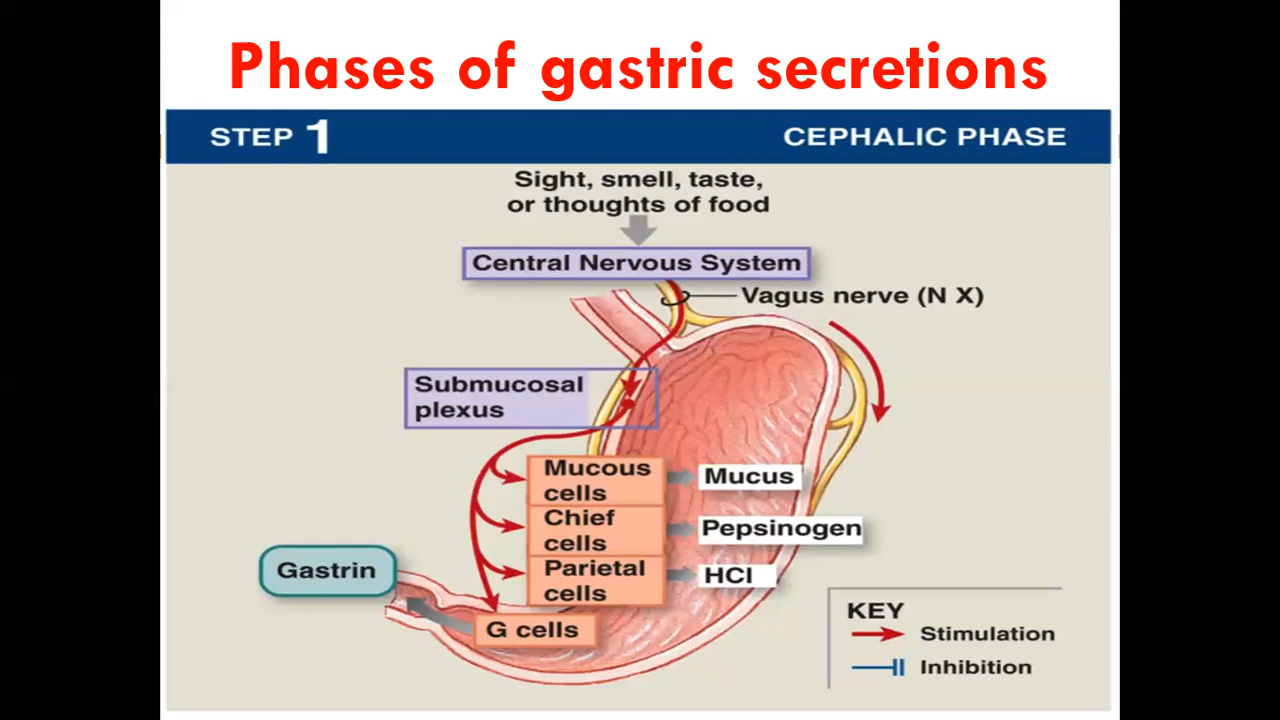 Phases of gastric secretions
STEP 1
CEPHALIC PHASE
Sight, smell, taste,
or thoughts of food
Central Nervous System
Vagus nerve (N X)
Submucosal
plexus
Mucous
cells
Mucus
Chief
cells
Pepsinogen
Parietal
cells
HCl
Gastrin
G cells
KEY
Stimulation
Inhibition